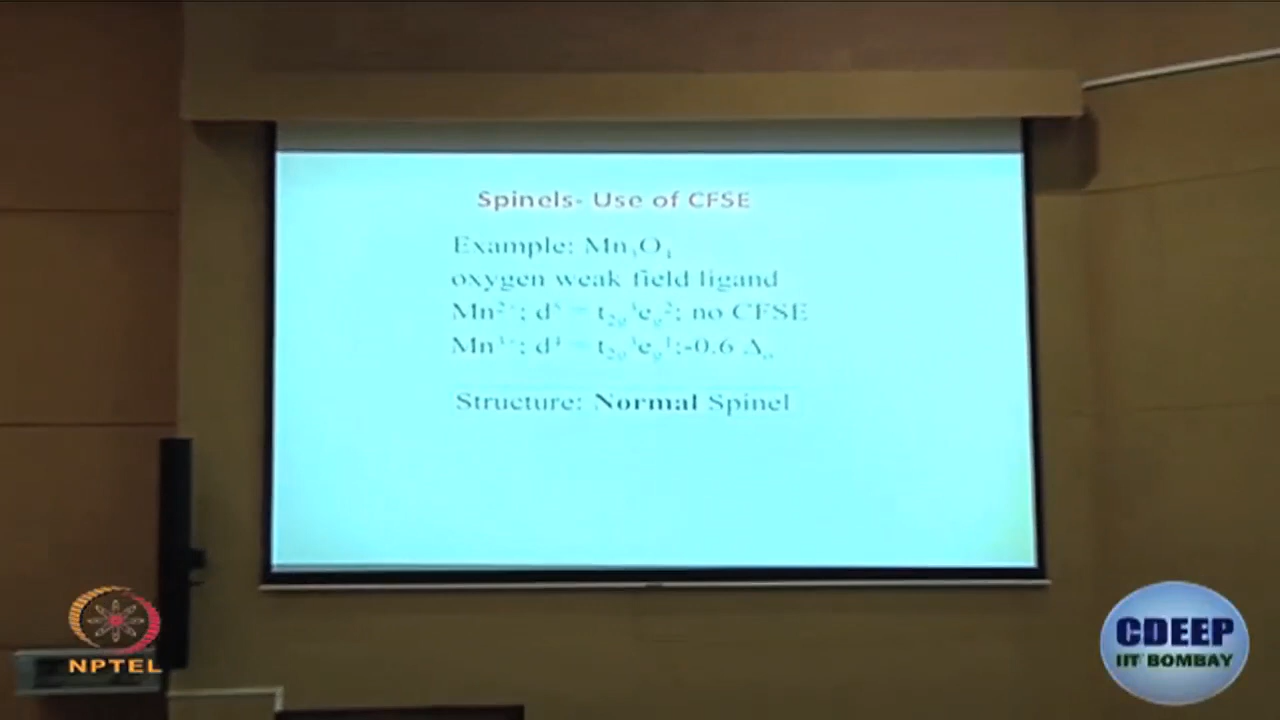 Spinels- Use of CFSE
Example: Mn₃O₄
oxygen weak field ligand
Mn²⁺; d⁵ = t₂g³eg²; no CFSE
Mn³⁺; d⁴ = t₂g³eg¹;-0.6 Δₒ
Structure: Normal Spinel
NPTEL
CDEEP
IIT BOMBAY